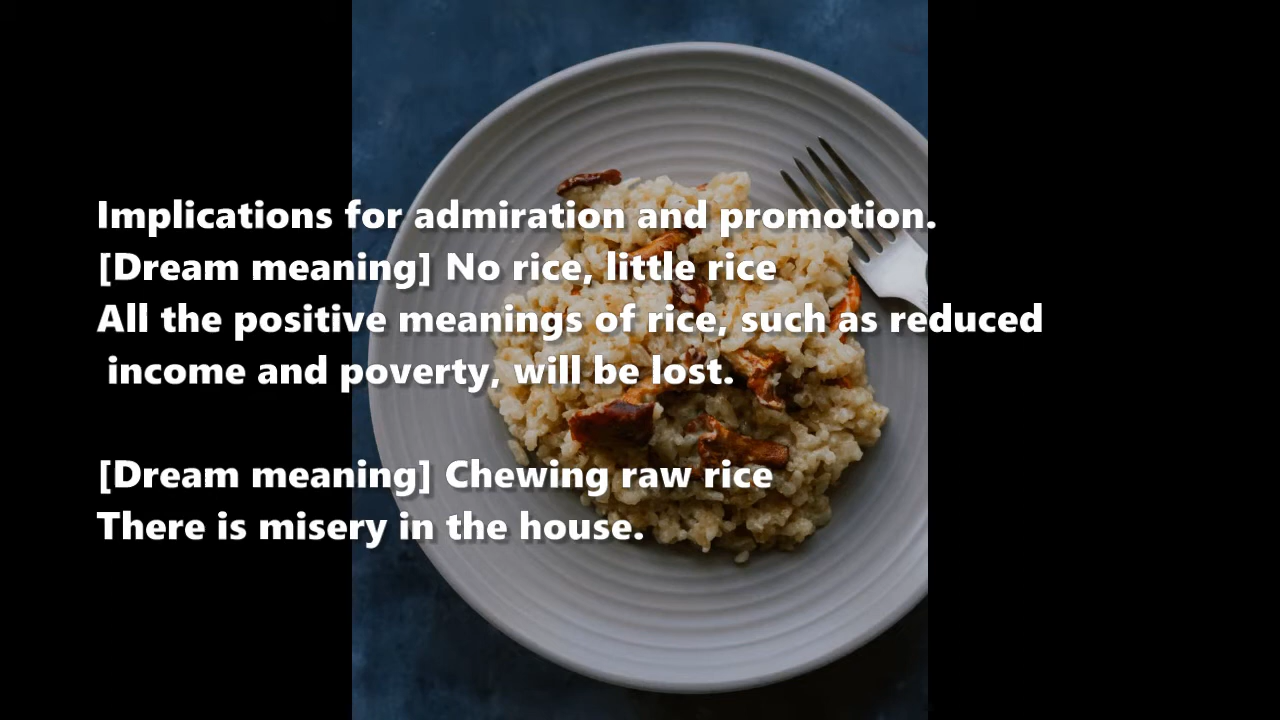 Implications for admiration and promotion.
[Dream meaning] No rice, little rice
All the positive meanings of rice, such as reduced
income and poverty, will be lost.
[Dream meaning] Chewing raw rice
There is misery in the house.